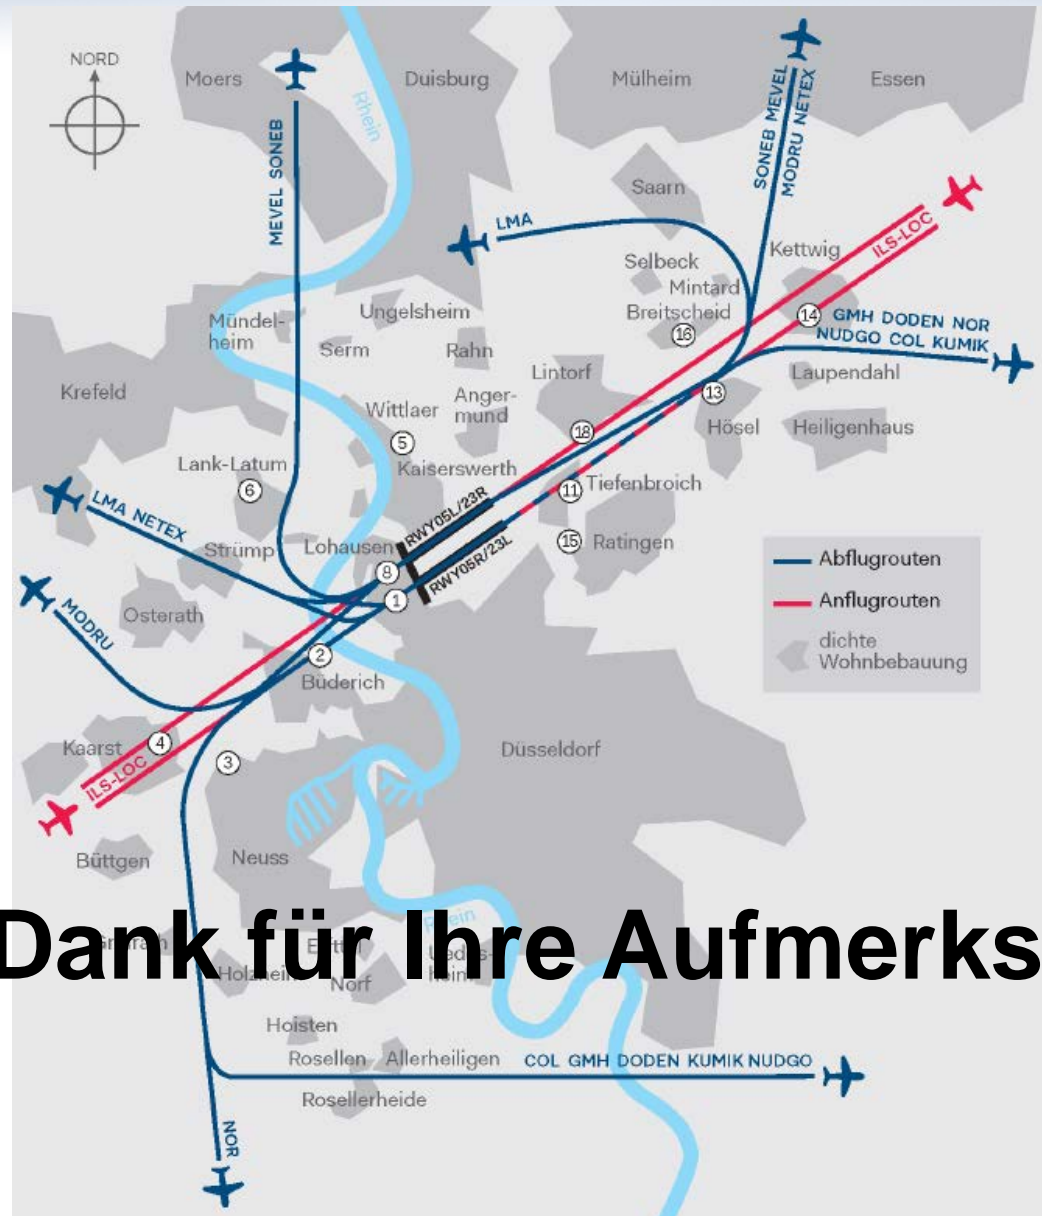 NORD
Moers
Duisburg
Mülheim
Essen
Rhein
MEVEL SONEB
SONEB MEVEL
MODRU NETEX
Saarn
LMA
ILS-LOC
Kettwig
Selbeck
Mintard
Breitscheid
16
14
GMH DODEN NOR
NUDGO COL KUMIK
Mündel-
heim
Ungelsheim
Serm
Rahn
Lintorf
Laupendahl
Krefeld
Wittlaer
Anger-
mund
13
18
5
Hösel
Heiligenhaus
Lank-Latum
Kaiserswerth
6
11
Tiefenbroich
LMA NETEX
RWY05L/23R
Strümp
Lohausen
15
Ratingen
8
RWY05R/23L
1
Abflugrouten
Anflugrouten
dichte
Wohnbebauung
MODRU
Osterath
2
Büderich
Kaarst
4
3
Düsseldorf
ILS-LOC
Büttgen
Neuss
Rhein
Dank für Ihre Aufmerks
Norf
Hoisten
Rosellen
Allerheiligen
COL GMH DODEN KUMIK NUDGO
Rosellerheide
NOR